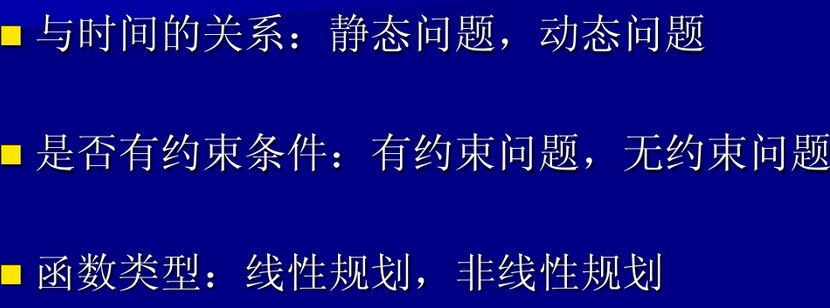 与时间的关系：静态问题，动态问题
是否有约束条件：有约束问题，无约束问题
函数类型：线性规划，非线性规划